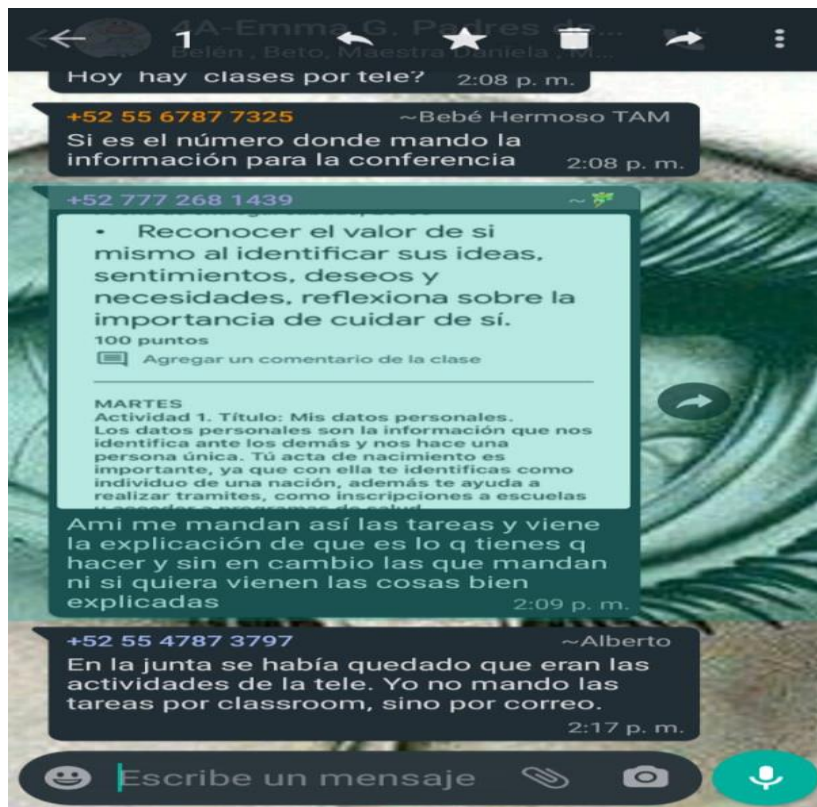 1
4A-Emma G. Padres de...
Belén, Beto, Maestra Daniela, M...
Hoy hay clases por tele? 2:08 p. m.
+52 55 6787 7325 ~Bebé Hermoso TAM
Si es el número donde mando la
información para la conferencia 2:08 p. m.
+52 777 268 1439 ~
• Reconocer el valor de si
mismo al identificar sus ideas,
sentimientos, deseos y
necesidades, reflexiona sobre la
importancia de cuidar de sí.
100 puntos
Agregar un comentario de la clase
MARTES
Actividad 1. Título: Mis datos personales.
Los datos personales son la información que nos
identifica ante los demás y nos hace una
persona única. Tú acta de nacimiento es
importante, ya que con ella te identificas como
individuo de una nación, además te ayuda a
realizar tramites, como inscripciones a escuelas
y acceder a programas de salud
Ami me mandan así las tareas y viene
la explicación de que es lo q tienes q
hacer y sin en cambio las que mandan
ni si quiera vienen las cosas bien
explicadas 2:09 p. m.
+52 55 4787 3797 ~Alberto
En la junta se había quedado que eran las
actividades de la tele. Yo no mando las
tareas por classroom, sino por correo.
2:17 p. m.
Escribe un mensaje